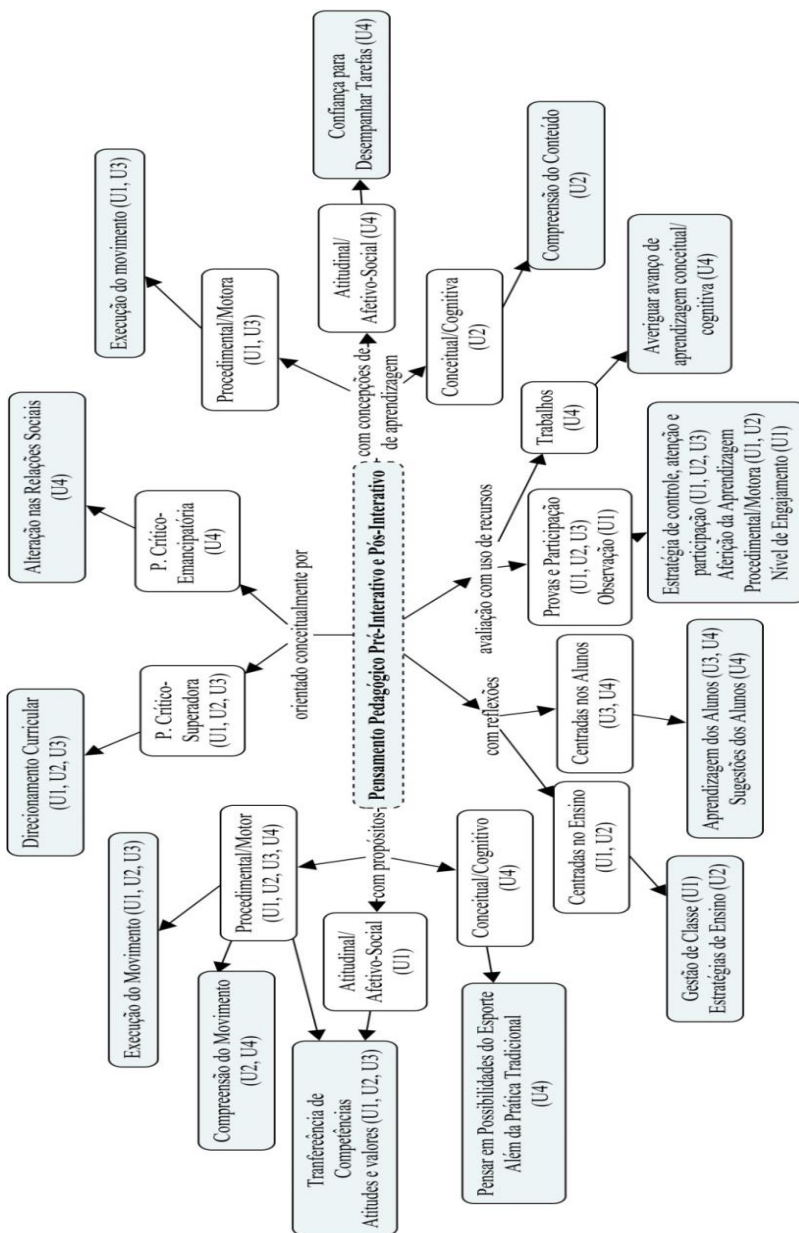 Execução do movimento (U1, U3)
Procedimental/Motora
(U1, U3)
Confiança para
Desempanhar Tarefas (U4)
Atitudinal/
Afetivo-Social (U4)
Compreensão do Conteúdo
(U2)
Conceitual/Cognitiva
(U2)
com concepções de
de aprendizagem
Alteração nas Relações Sociais
(U4)
P. Crítico-
Emancipatória
(U4)
Direcionamento Curricular
(U1, U2, U3)
P. Crítico-
Superadora
(U1, U2, U3)
orientado conceitualmente por
Pensamento Pedagógico Pré-Interativo e Pós-Interativo
avaliação com uso de recursos
Trabalhos
(U4)
Averiguar avanço de
aprendizagem conceitual/
cognitiva (U4)
Provas e Participação
(U1, U2, U3)
Observação (U1)
Estratégia de controle, atenção e
participação (U1, U2, U3)
Aferição da Aprendizagem
Procedimental/Motora (U1, U2)
Nível de Engajamento (U1)
com reflexões
Centradas nos Alunos
(U3, U4)
Aprendizagem dos Alunos (U3, U4)
Sugestões dos Alunos (U4)
Centradas no Ensino
(U1, U2)
Gestão de Classe (U1)
Estratégias de Ensino (U2)
com propósitos
Procedimental/Motor
(U1, U2, U3, U4)
Execução do Movimento (U1, U2, U3)
Compreensão do Movimento
(U2, U4)
Tranferência de
Competências
Atitudes e valores (U1, U2, U3)
Atitudinal/
Afetivo-Social
(U1)
Conceitual/Cognitivo
(U4)
Pensar em Possibilidades do Esporte
Além da Prática Tradicional
(U4)